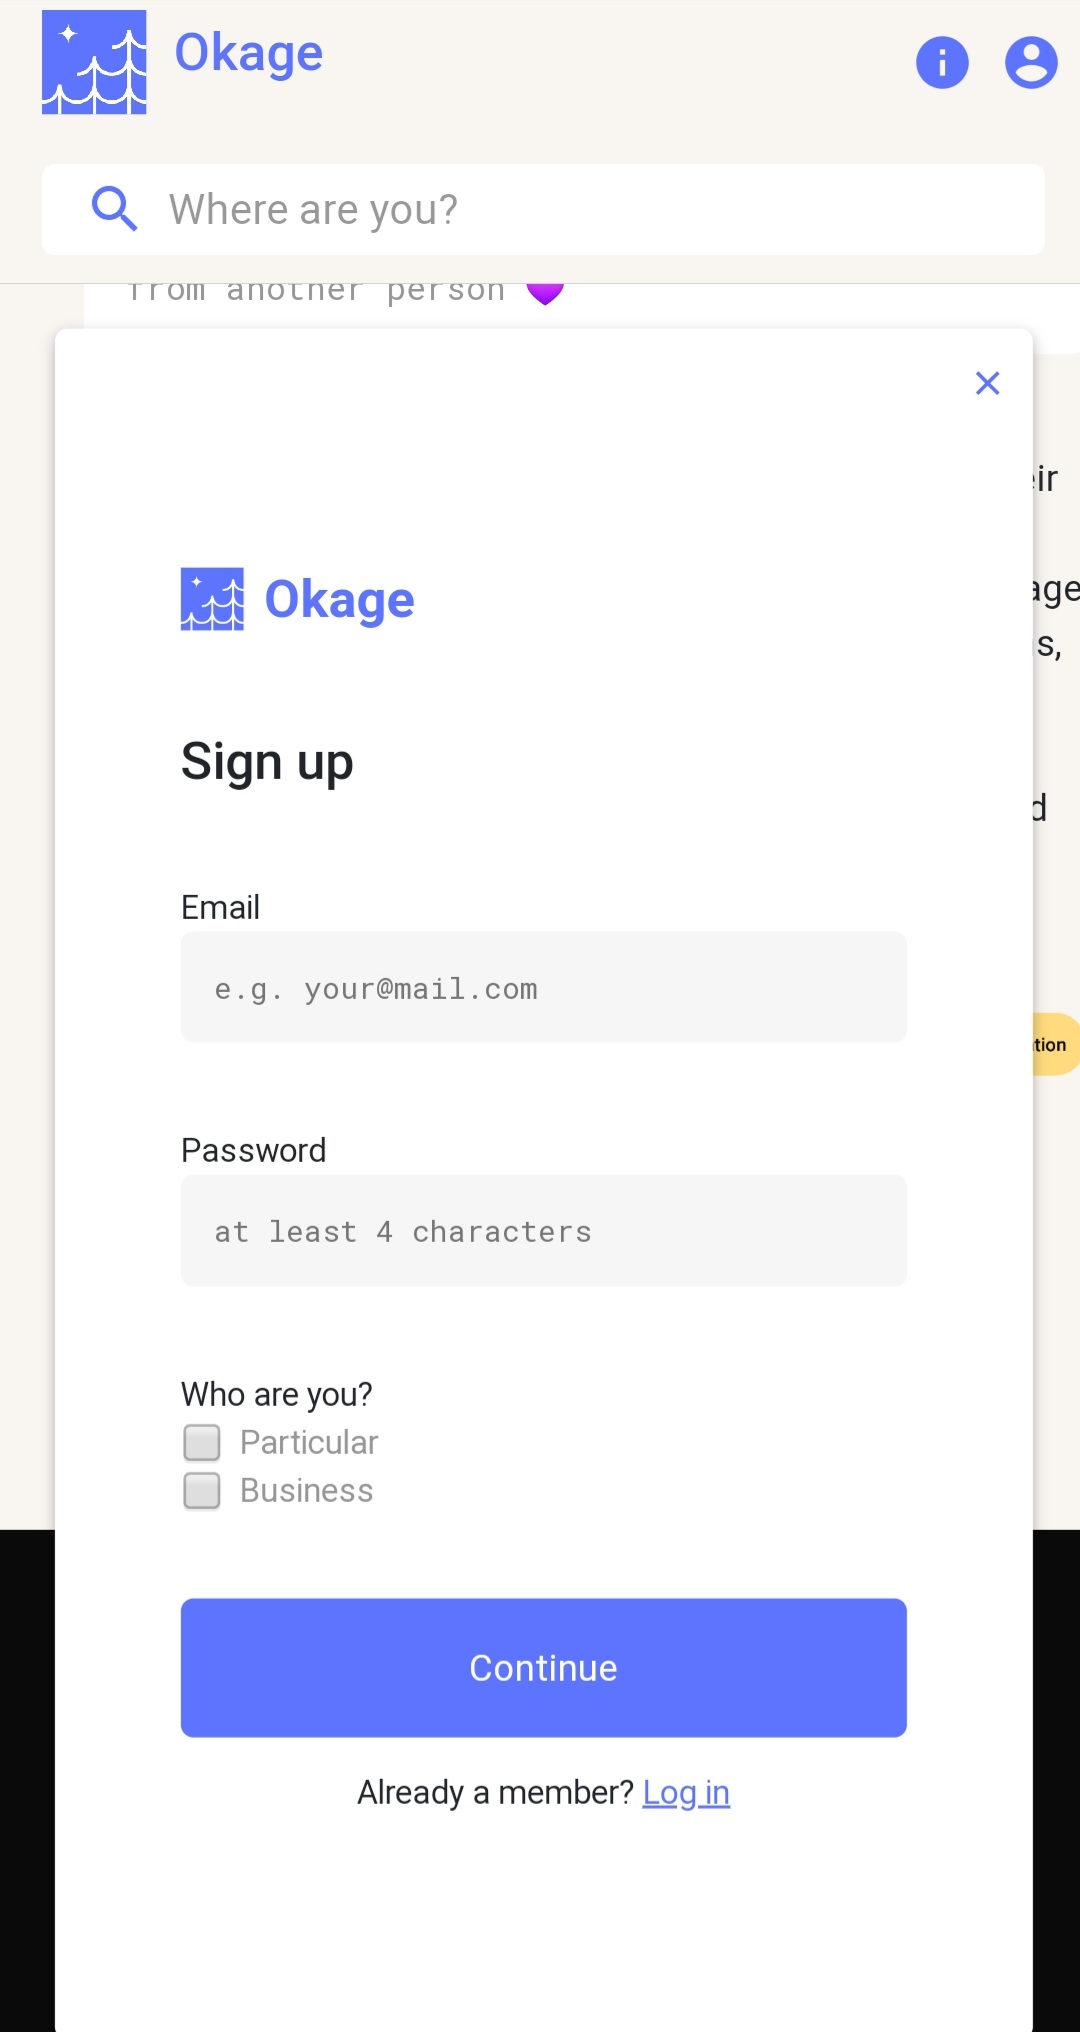 Okage
Where are you?
from another person 💜
Okage
Sign up
Email
e.g. your@mail.com
Password
at least 4 characters
Who are you?
Particular
Business
Continue
Already a member? Log in